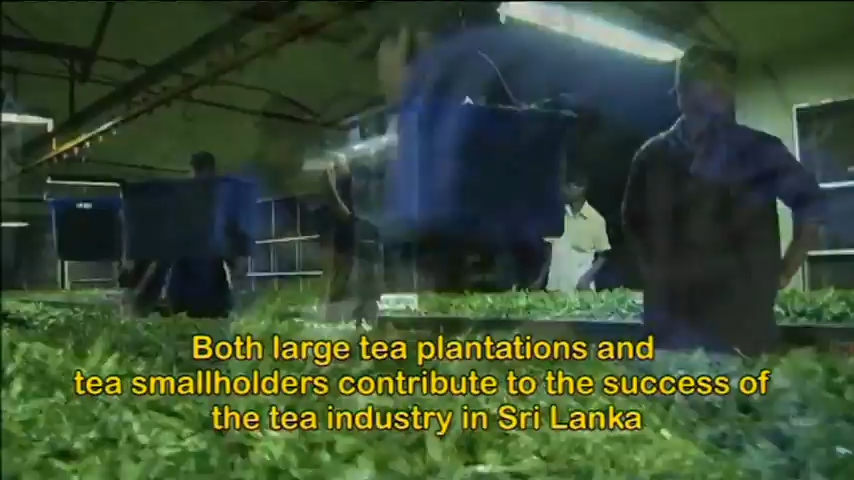 Both large tea plantations and
tea smallholders contribute to the success of
the tea industry in Sri Lanka